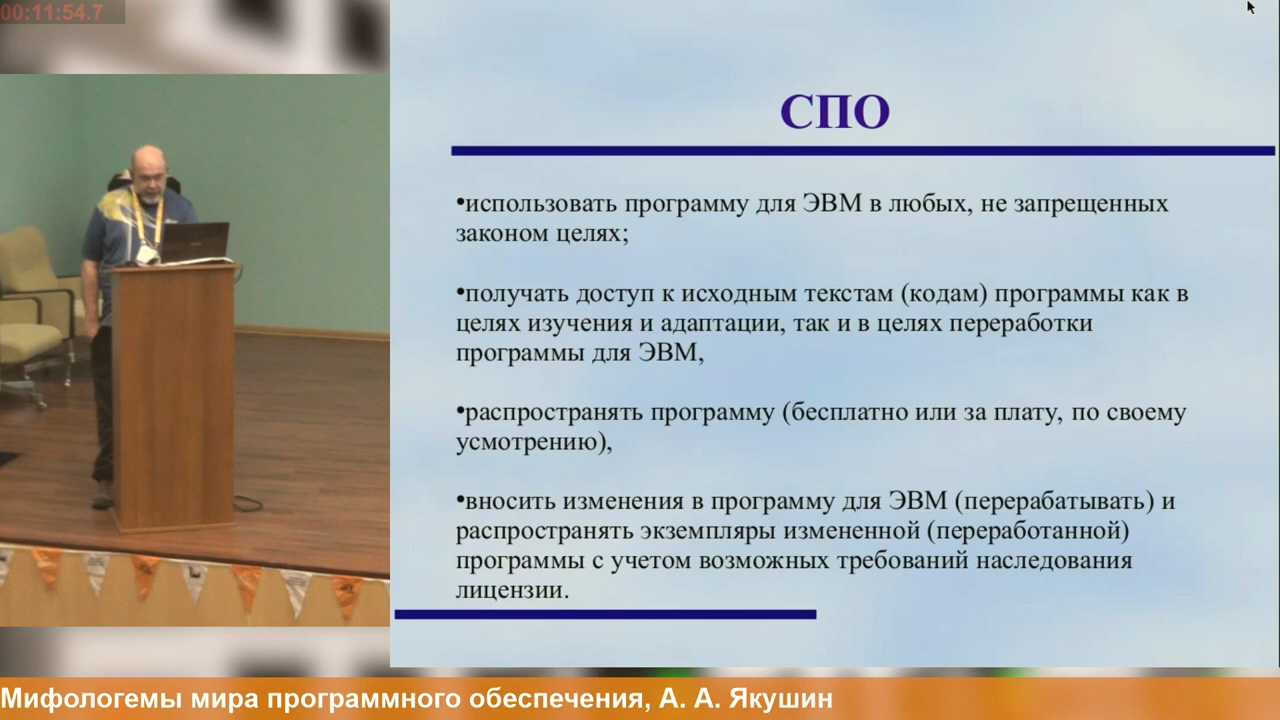 00:11:54.7
СПО
•использовать программу для ЭВМ в любых, не запрещенных
законом целях;
•получать доступ к исходным текстам (кодам) программы как в
целях изучения и адаптации, так и в целях переработки
программы для ЭВМ,
•распространять программу (бесплатно или за плату, по своему
усмотрению),
•вносить изменения в программу для ЭВМ (перерабатывать) и
распространять экземпляры измененной (переработанной)
программы с учетом возможных требований наследования
лицензии.
Мифологемы мира программного обеспечения, А. А. Якушин